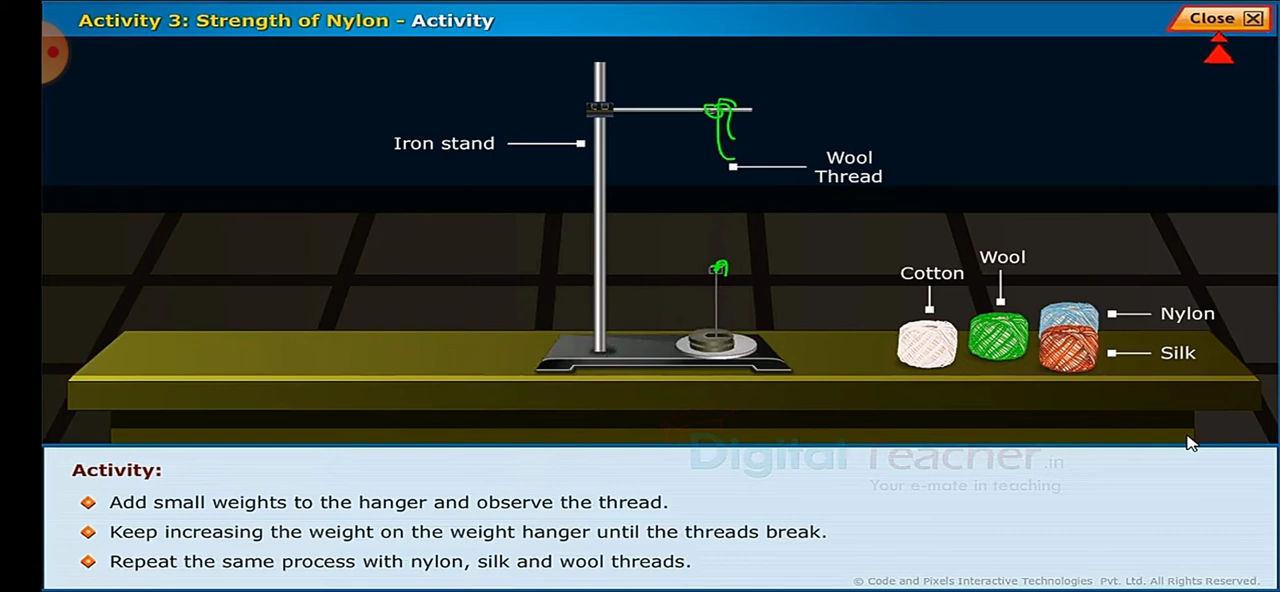 Activity 3: Strength of Nylon - Activity
Close
Iron stand
Wool
Thread
Wool
Cotton
Nylon
Silk
Digital Teacher.in
Your e-mate in teaching
Activity:
Add small weights to the hanger and observe the thread.
Keep increasing the weight on the weight hanger until the threads break.
Repeat the same process with nylon, silk and wool threads.
© Code and Pixels Interactive Technologies Pvt. Ltd. All Rights Reserved.